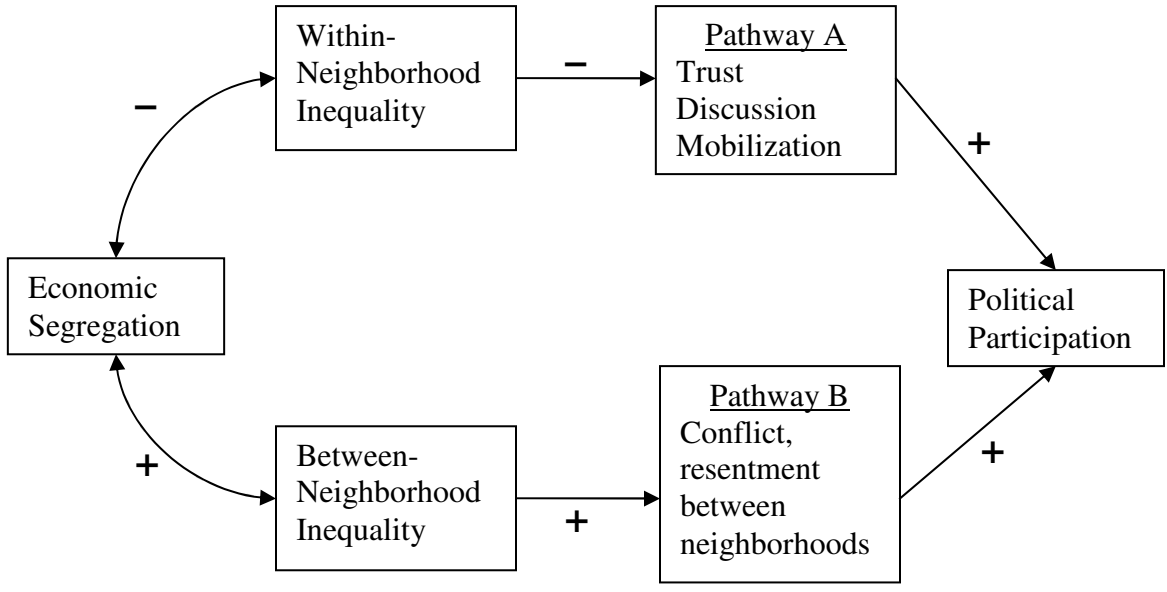 Within-
Neighborhood
Inequality
−
Pathway A
Trust
Discussion
Mobilization
−
+
Economic
Segregation
Political
Participation
+
Between-
Neighborhood
Inequality
+
Pathway B
Conflict,
resentment
between
neighborhoods
+